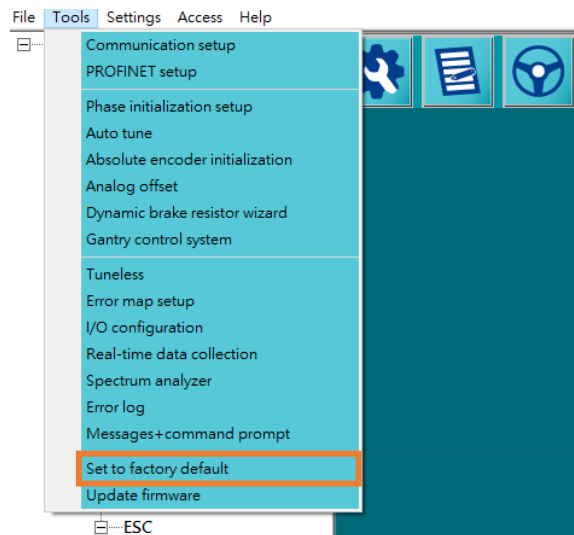 File Tools Settings Access Help
Communication setup
PROFINET setup
Phase initialization setup
Auto tune
Absolute encoder initialization
Analog offset
Dynamic brake resistor wizard
Gantry control system
Tuneless
Error map setup
I/O configuration
Real-time data collection
Spectrum analyzer
Error log
Messages+command prompt
Set to factory default
Update firmware
ESC